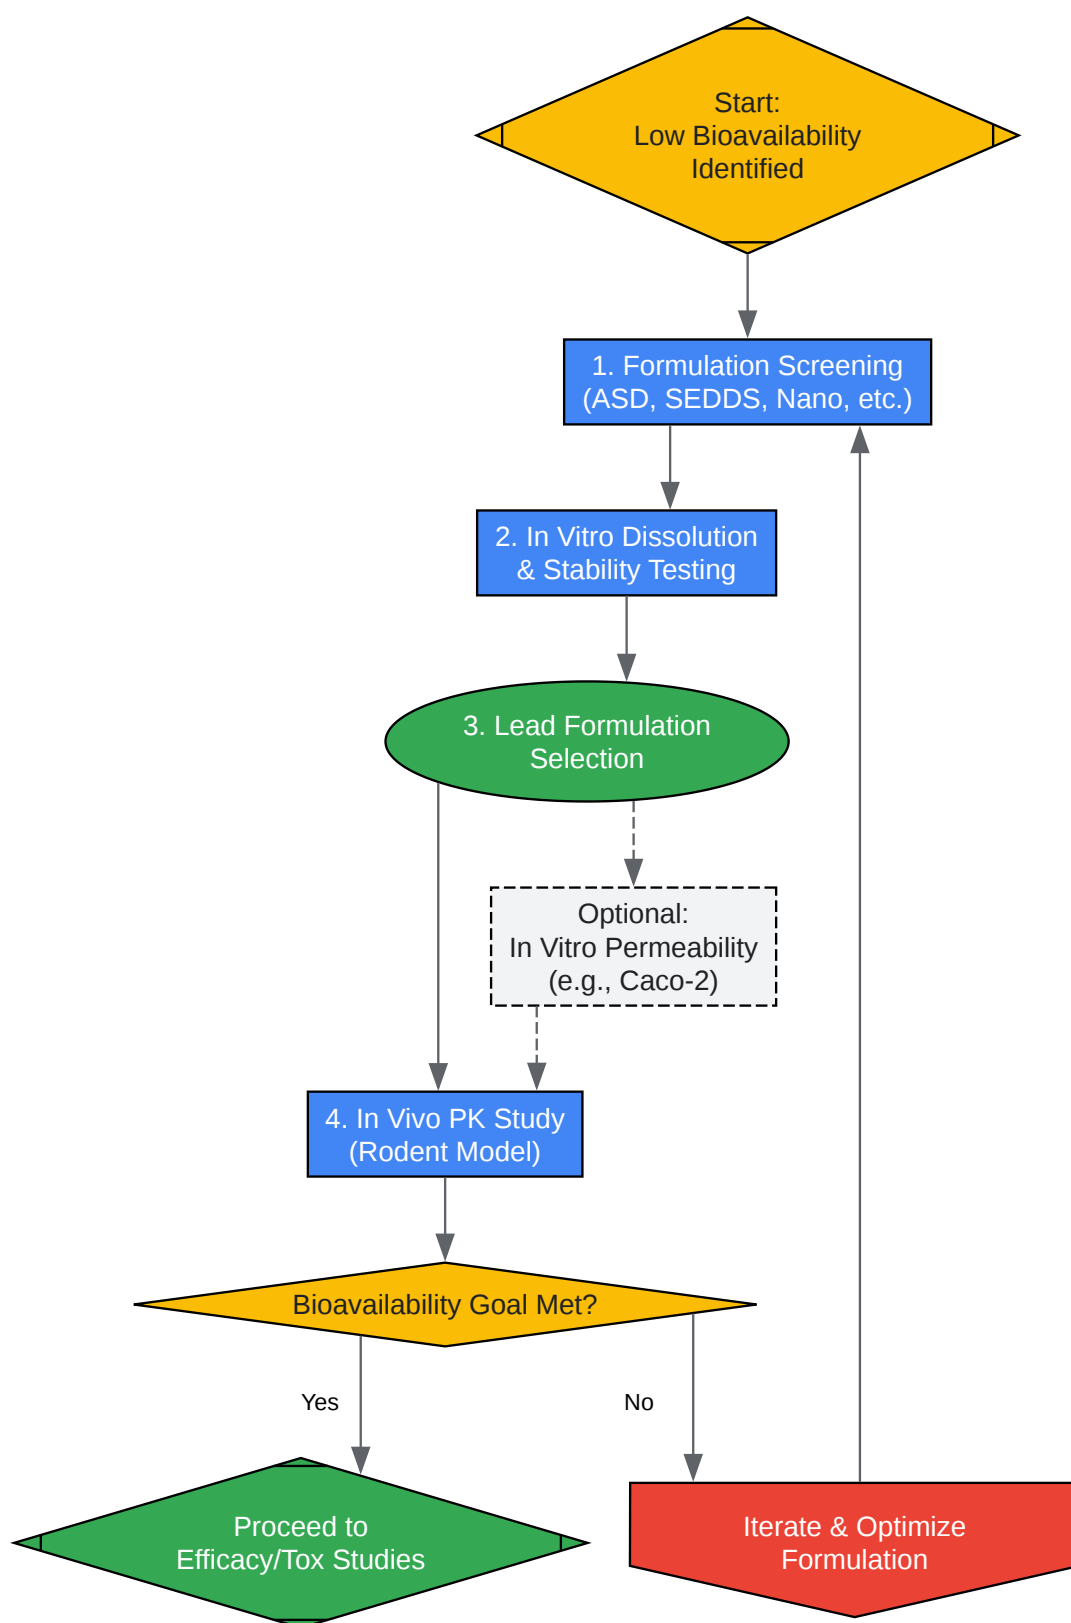 Start:
Low Bioavailability
Identified
1. Formulation Screening
(ASD, SEDDS, Nano, etc.)
2. In Vitro Dissolution
& Stability Testing
3. Lead Formulation
Selection
Optional:
In Vitro Permeability
(e.g., Caco-2)
4. In Vivo PK Study
(Rodent Model)
Bioavailability Goal Met?
Yes
No
Proceed to
Efficacy/Tox Studies
Iterate & Optimize
Formulation